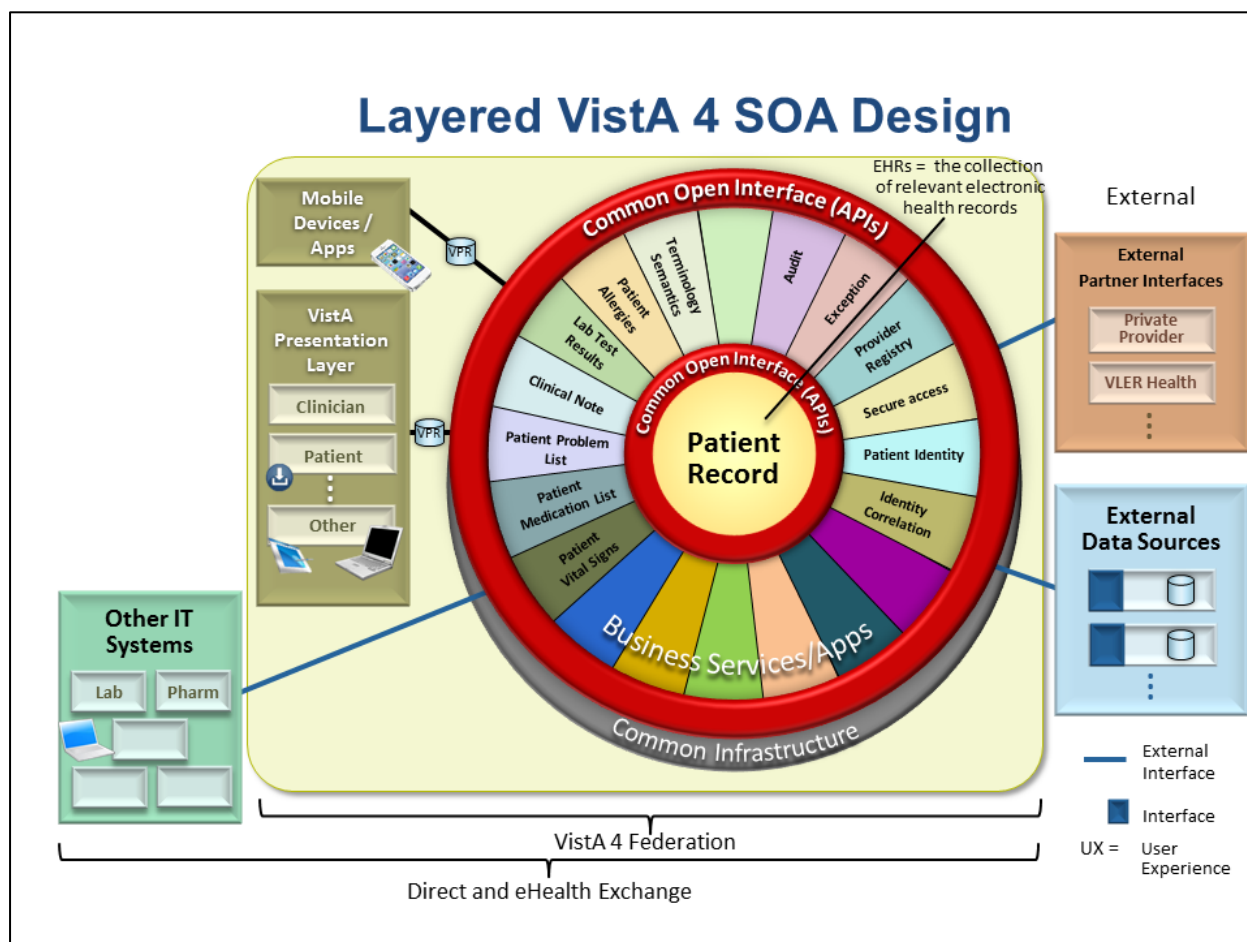 Layered VistA 4 SOA Design
EHRs = the collection
of relevant electronic
health records
Mobile
Devices /
Apps
VPR
VistA
Presentation
Layer
Clinician
Patient
Other
VPR
Common Open Interface (APIs)
Terminology
Semantics
Audit
Exception
Patient
Allergies
Lab Test
Results
Provider
Registry
Clinical Note
Secure access
Patient Problem
List
Patient Identity
Patient
Medication List
Identity
Correlation
Patient
Vital Signs
Common Open Interface (APIs)
Patient
Record
Business Services/Apps
Common Infrastructure
External
External
Partner Interfaces
Private
Provider
VLER Health
External
Data Sources
Other IT
Systems
Lab
Pharm
External
Interface
Interface
UX = User
Experience
VistA 4 Federation
Direct and eHealth Exchange